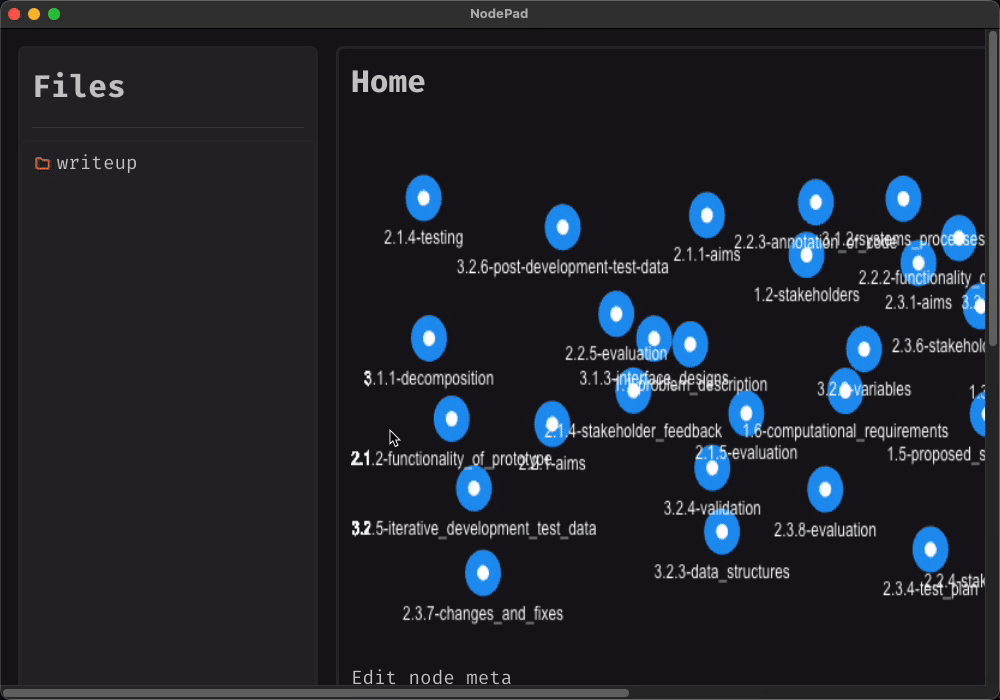 NodePad
Files
writeup
Home
2.1.4-testing
3.2.6-post-development-test-data
2.1.1-aims
2.2.3-annotation_of_code
3.1.2-systems_processes
1.2-stakeholders
2.2.2-functionality_o
2.3.1-aims
3.2
2.2.5-evaluation
2.3.6-stakehol
3.1.1-decomposition
3.1.3-interface_designs
1.1-problem_description
variables
2.1.2-functionality_of_prototype
2.2.1-aims
2.1.4-stakeholder_feedback
1.6-computational_requirements
2.1.5-evaluation
1.5-proposed_s
3.2.5-iterative_development_test_data
3.2.4-validation
2.3.8-evaluation
3.2.3-data_structures
2.2.4-stak
2.3.4-test_plan
2.3.7-changes_and_fixes
Edit node meta